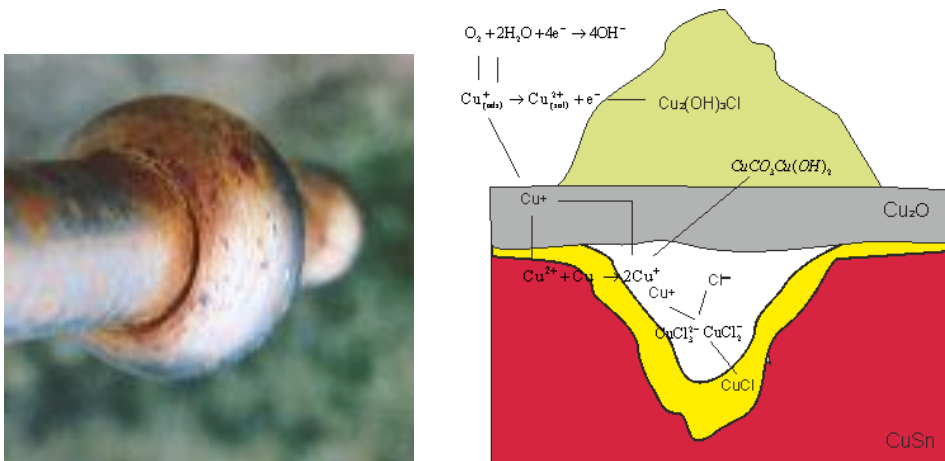 O₂ +2H₂O+4e⁻ → 4OH⁻
Cu⁺(ads) → Cu²⁺(sol) + e⁻
Cu₂(OH)₃Cl
CuCO₃Cu(OH)₂
Cu+
Cu₂O
Cu²⁺ + Cu → 2Cu⁺
Cl⁻
Cu+
CuCl₃²⁻ CuCl₂⁻
CuCl
CuSn